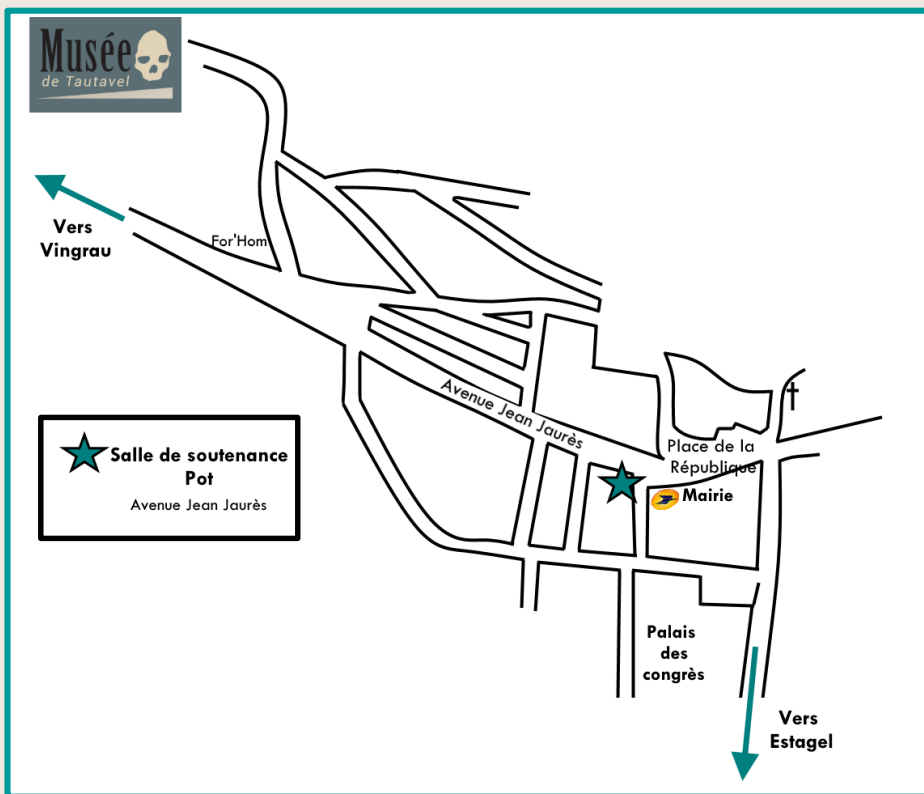 Musée
de Tautavel
Vers
Vingrau
For'Hom
Avenue Jean Jaurès
Salle de soutenance
Pot
Avenue Jean Jaurès
Place de la
République
Mairie
Palais
des
congrès
Vers
Estagel